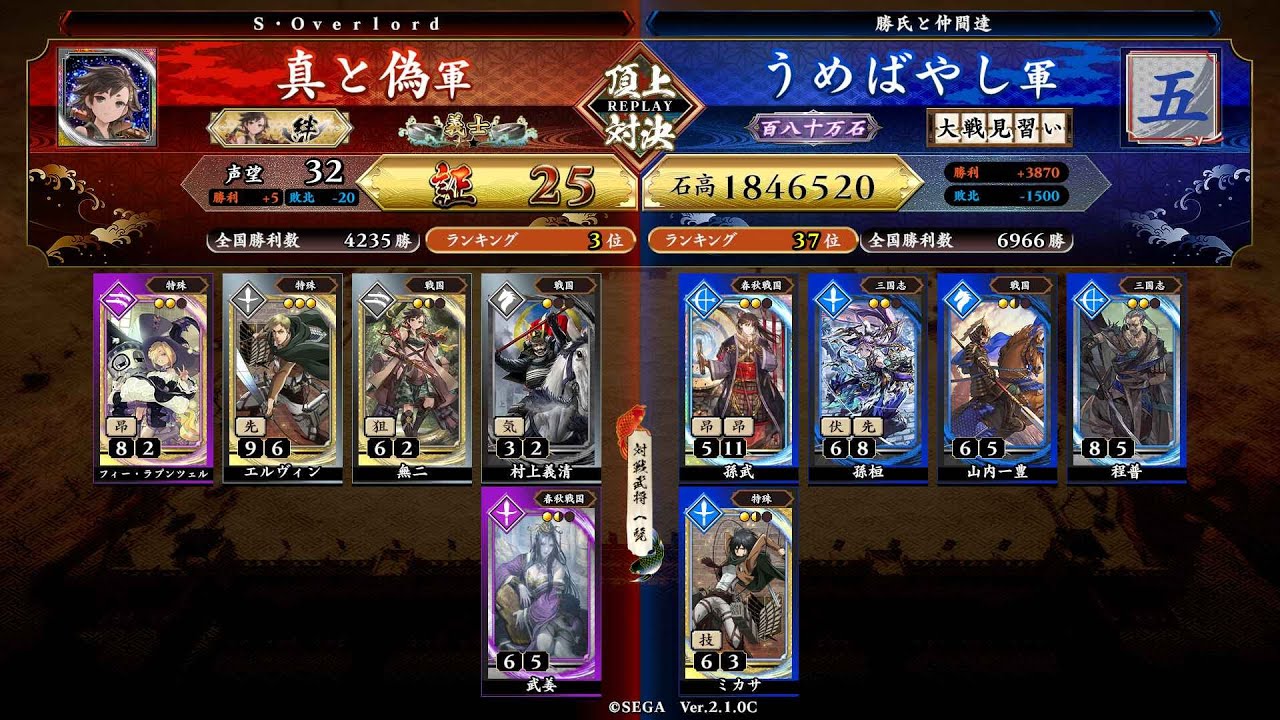 S・Overlord
勝氏と仲間達
真と偽軍
頂上
REPLAY
対決
うめばやし軍
五
絆
義士
百八十万石
大戦見習い
声望 32
勝利 +5 敗北 -20
証 25
石高 1846520
勝利 +3870
敗北 -1500
全国勝利数 4235勝
ランキング 3位
ランキング 37位
全国勝利数 6966勝
特殊
昴
8 2
フィー・ラプンツェル
特殊
先
9 6
エルヴィン
戦国
狙
6 2
無二
戦国
気
3 2
村上義清
春秋戦国
昴 昴
5 11
孫武
三国志
伏 先
6 8
孫桓
戦国
6 5
山内一豊
三国志
8 5
程普
対戦武将一覧
春秋戦国
6 5
武姜
特殊
技
6 3
ミカサ
©SEGA Ver.2.1.0C